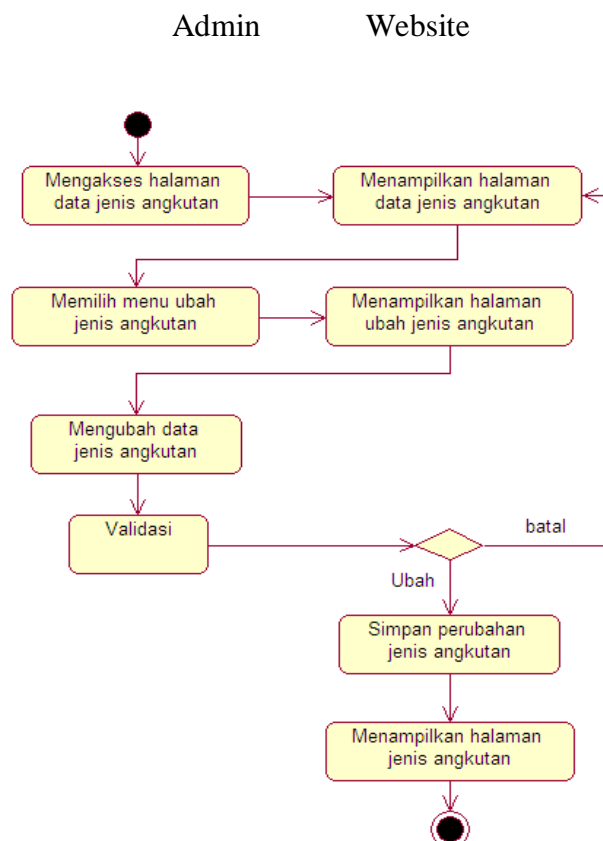 Admin Website
Mengakses halaman
data jenis angkutan
Menampilkan halaman
data jenis angkutan
Memilih menu ubah
jenis angkutan
Menampilkan halaman
ubah jenis angkutan
Mengubah data
jenis angkutan
Validasi
batal
Ubah
Simpan perubahan
jenis angkutan
Menampilkan halaman
jenis angkutan